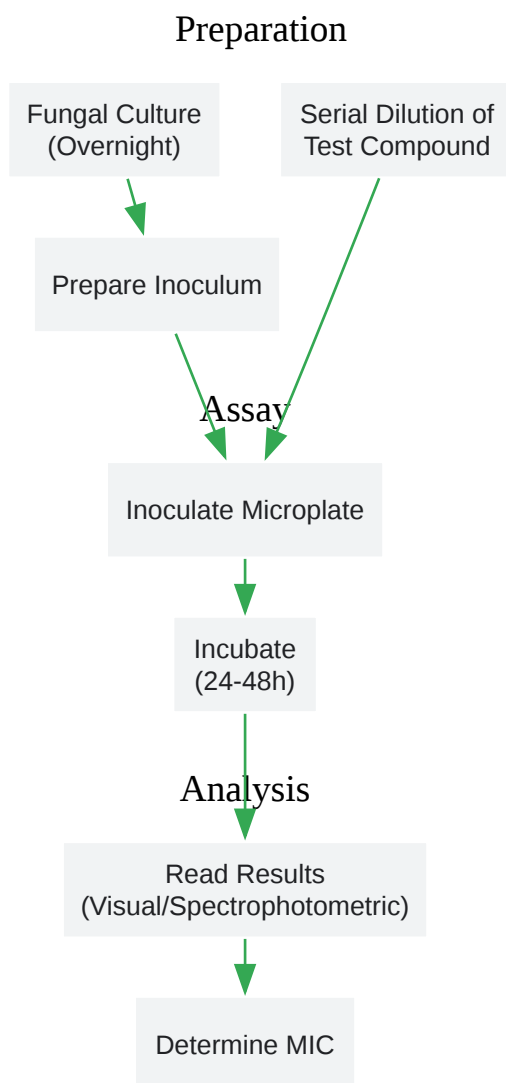 Preparation
Fungal Culture
(Overnight)
Serial Dilution of
Test Compound
Prepare Inoculum
Assay
Inoculate Microplate
Incubate
(24-48h)
Analysis
Read Results
(Visual/Spectrophotometric)
Determine MIC